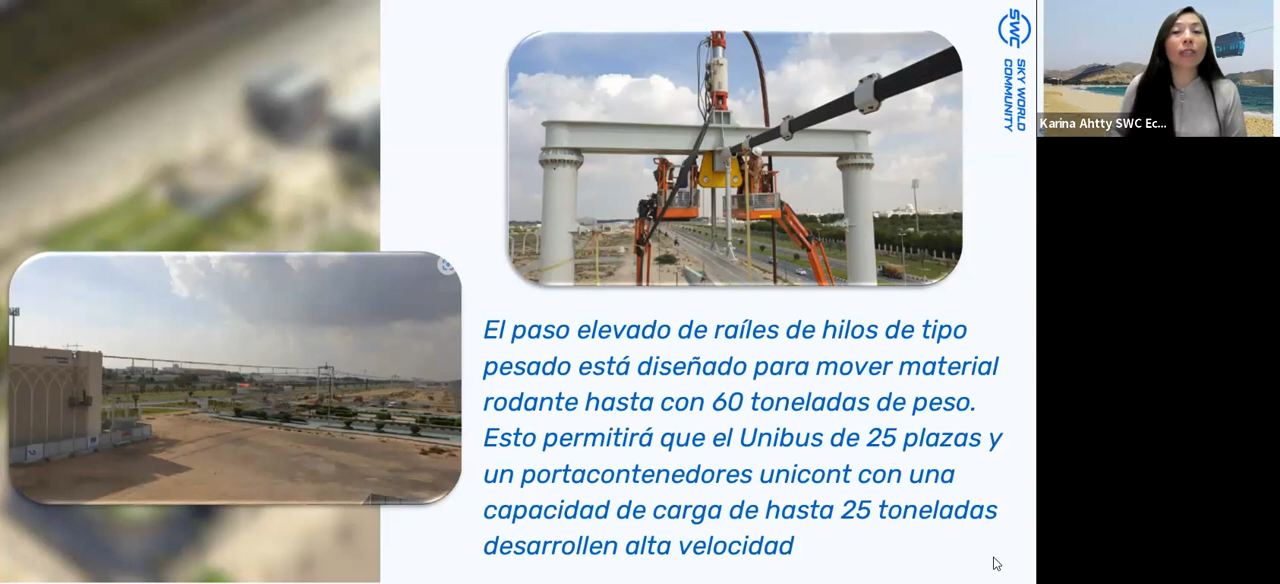 SWC
SKY WORLD
COMMUNITY
Karina Ahtty SWC Ec...
El paso elevado de raíles de hilos de tipo
pesado está diseñado para mover material
rodante hasta con 60 toneladas de peso.
Esto permitirá que el Unibus de 25 plazas y
un portacontenedores unicont con una
capacidad de carga de hasta 25 toneladas
desarrollen alta velocidad